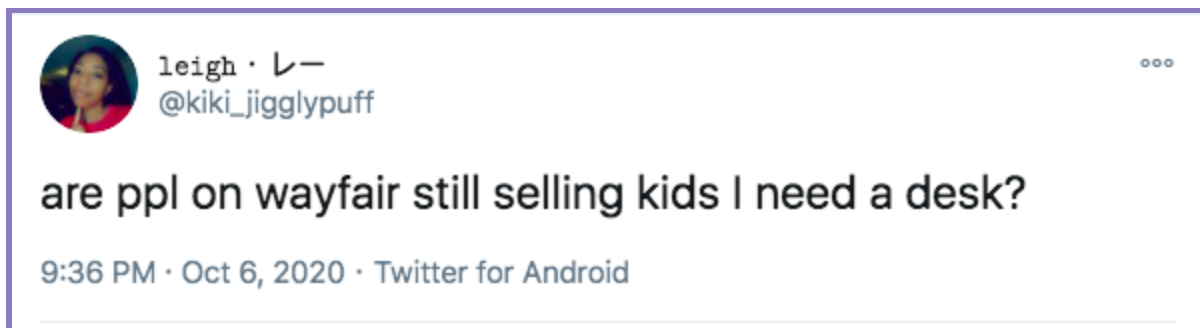 leigh · レー
@kiki_jigglypuff
are ppl on wayfair still selling kids I need a desk?
9:36 PM · Oct 6, 2020 · Twitter for Android